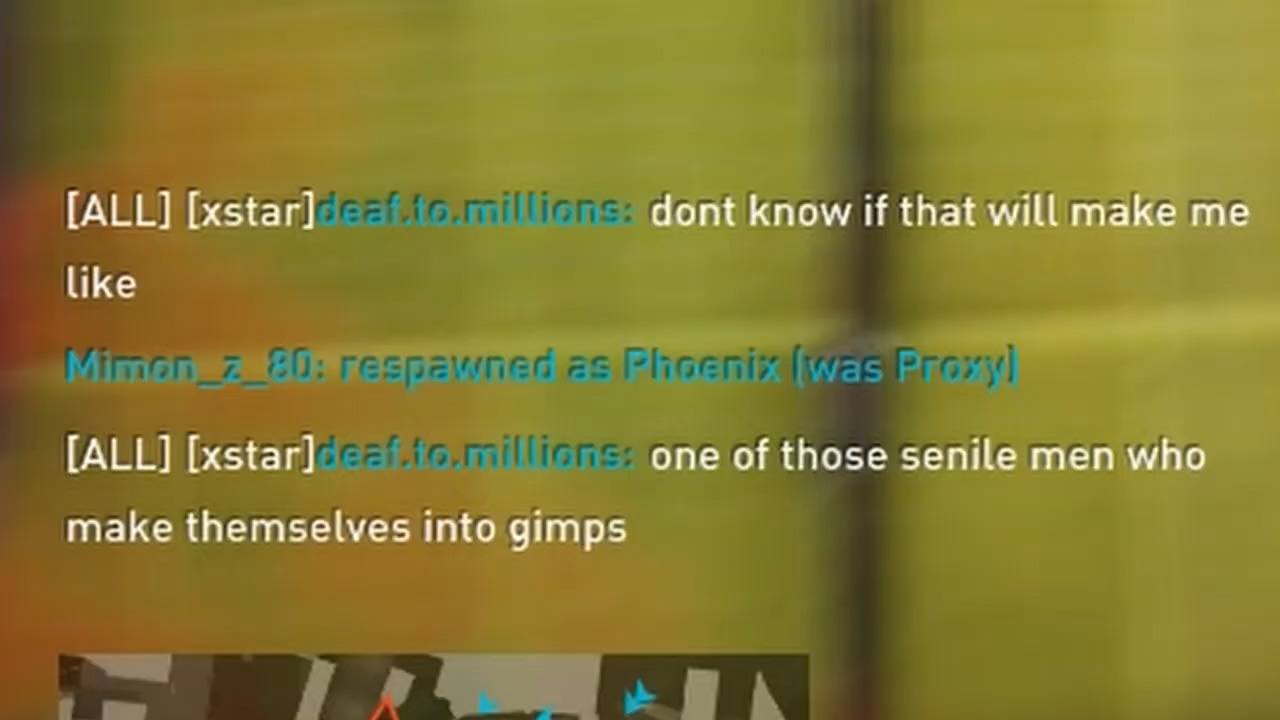 [ALL] [xstar]deaf.to.millions: dont know if that will make me
like
Mimon_z_80: respawned as Phoenix (was Proxy)
[ALL] [xstar]deaf.to.millions: one of those senile men who
make themselves into gimps